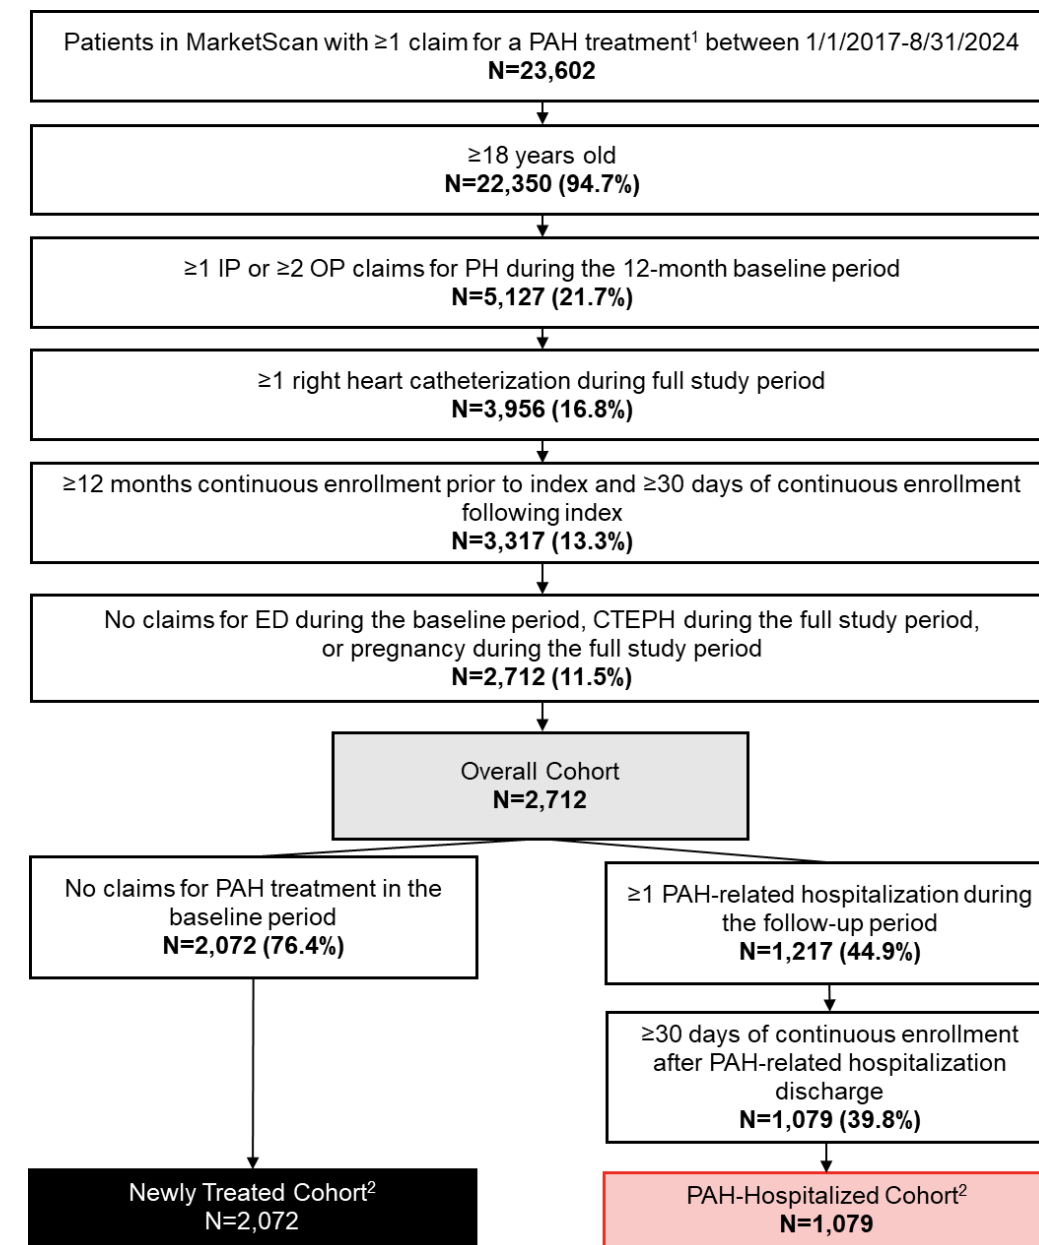 Patients in MarketScan with ≥1 claim for a PAH treatment¹ between 1/1/2017-8/31/2024
N=23,602
≥18 years old
N=22,350 (94.7%)
≥1 IP or ≥2 OP claims for PH during the 12-month baseline period
N=5,127 (21.7%)
≥1 right heart catheterization during full study period
N=3,956 (16.8%)
≥12 months continuous enrollment prior to index and ≥30 days of continuous enrollment
following index
N=3,317 (13.3%)
No claims for ED during the baseline period, CTEPH during the full study period,
or pregnancy during the full study period
N=2,712 (11.5%)
Overall Cohort
N=2,712
No claims for PAH treatment in the
baseline period
N=2,072 (76.4%)
≥1 PAH-related hospitalization during
the follow-up period
N=1,217 (44.9%)
≥30 days of continuous enrollment
after PAH-related hospitalization
discharge
N=1,079 (39.8%)
Newly Treated Cohort²
N=2,072
PAH-Hospitalized Cohort²
N=1,079